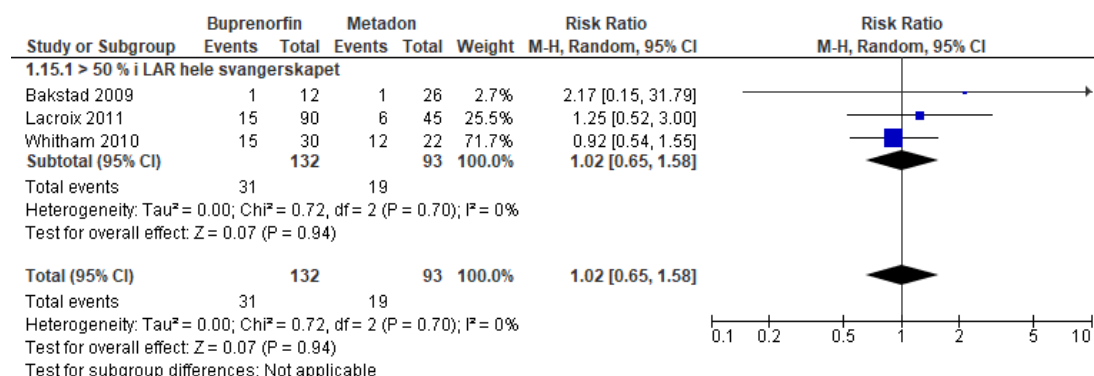 Buprenorfin Metadon Risk Ratio Risk Ratio
Study or Subgroup Events Total Events Total Weight M-H, Random, 95% CI M-H, Random, 95% CI
1.15.1 > 50 % i LAR hele svangerskapet
Bakstad 2009 1 12 1 26 2.7% 2.17 [0.15, 31.79]
Lacroix 2011 15 90 6 45 25.5% 1.25 [0.52, 3.00]
Whitham 2010 15 30 12 22 71.7% 0.92 [0.54, 1.55]
Subtotal (95% CI) 132 93 100.0% 1.02 [0.65, 1.58]
Total events 31 19
Heterogeneity: Tau² = 0.00; Chi² = 0.72, df = 2 (P = 0.70); I² = 0%
Test for overall effect: Z = 0.07 (P = 0.94)
Total (95% CI) 132 93 100.0% 1.02 [0.65, 1.58]
Total events 31 19
Heterogeneity: Tau² = 0.00; Chi² = 0.72, df = 2 (P = 0.70); I² = 0%
Test for overall effect: Z = 0.07 (P = 0.94)
Test for subgroup differences: Not applicable
0.1 0.2 0.5 1 2 5 10